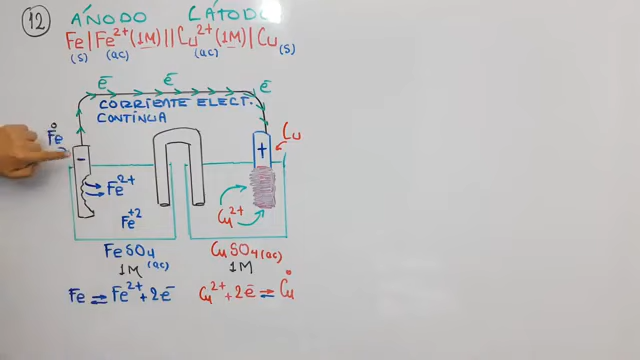 12 ÁNODO CÁTODO
Fe | Fe²⁺ (1M) || Cu²⁺ (1M) | Cu
(S) (ac) (ac) (S)
ē ē ē
CORRIENTE ELECT.
CONTÍNUA
Fe° Cu
− +
Fe²⁺
Fe⁺² Cu²⁺
FeSO₄ CuSO₄(ac)
1M (ac) 1M
Fe ⇌ Fe²⁺ + 2ē Cu²⁺ + 2ē ⇌ Cu°